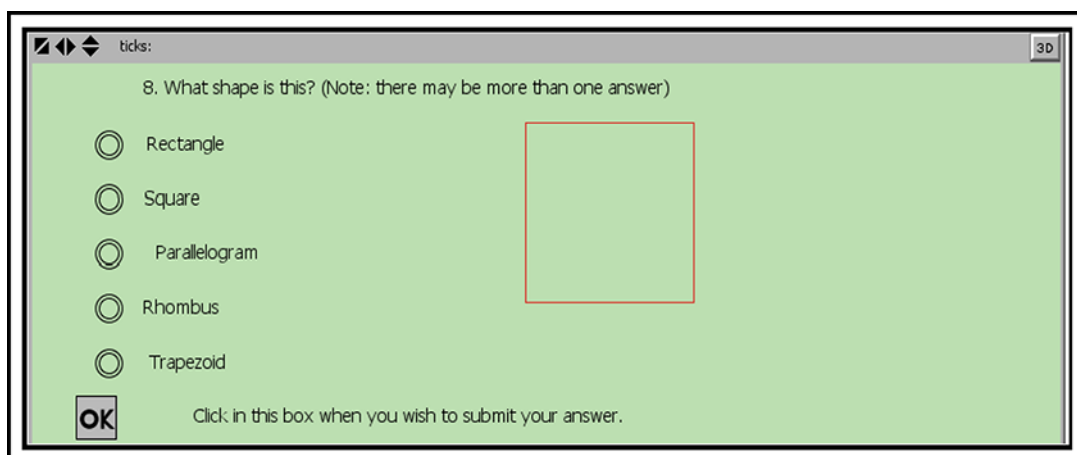 ticks:
3D
8. What shape is this? (Note: there may be more than one answer)
Rectangle
Square
Parallelogram
Rhombus
Trapezoid
OK
Click in this box when you wish to submit your answer.